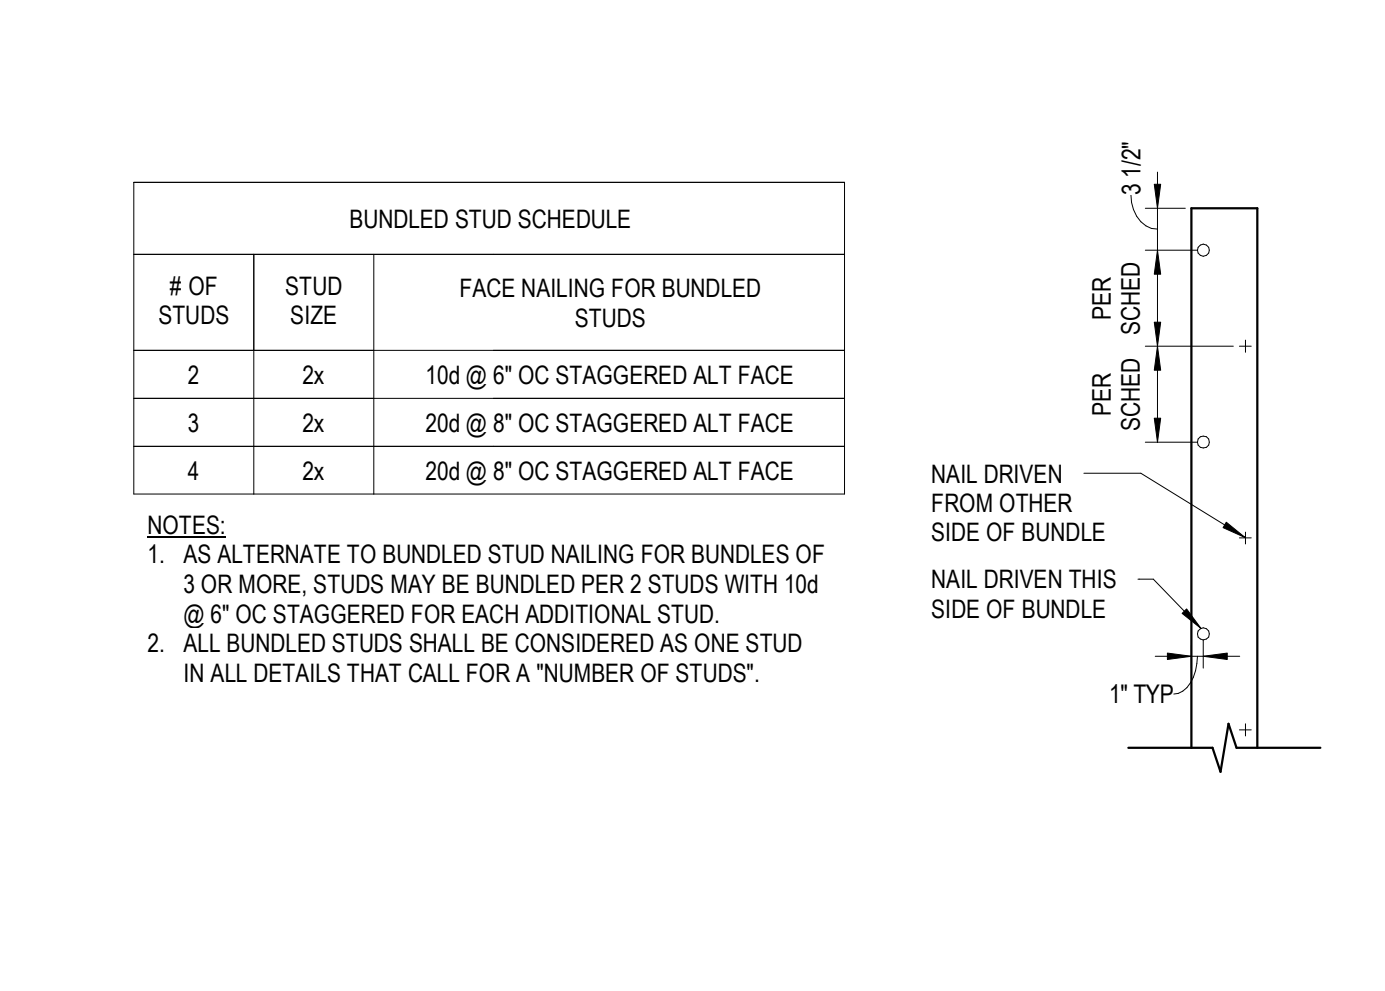 BUNDLED STUD SCHEDULE
# OF
STUDS
STUD
SIZE
FACE NAILING FOR BUNDLED
STUDS
2 2x 10d @ 6" OC STAGGERED ALT FACE
3 2x 20d @ 8" OC STAGGERED ALT FACE
4 2x 20d @ 8" OC STAGGERED ALT FACE
NOTES:
1. AS ALTERNATE TO BUNDLED STUD NAILING FOR BUNDLES OF
3 OR MORE, STUDS MAY BE BUNDLED PER 2 STUDS WITH 10d
@ 6" OC STAGGERED FOR EACH ADDITIONAL STUD.
2. ALL BUNDLED STUDS SHALL BE CONSIDERED AS ONE STUD
IN ALL DETAILS THAT CALL FOR A "NUMBER OF STUDS".
3 1/2"
PER
SCHED
PER
SCHED
NAIL DRIVEN
FROM OTHER
SIDE OF BUNDLE
NAIL DRIVEN THIS
SIDE OF BUNDLE
1" TYP